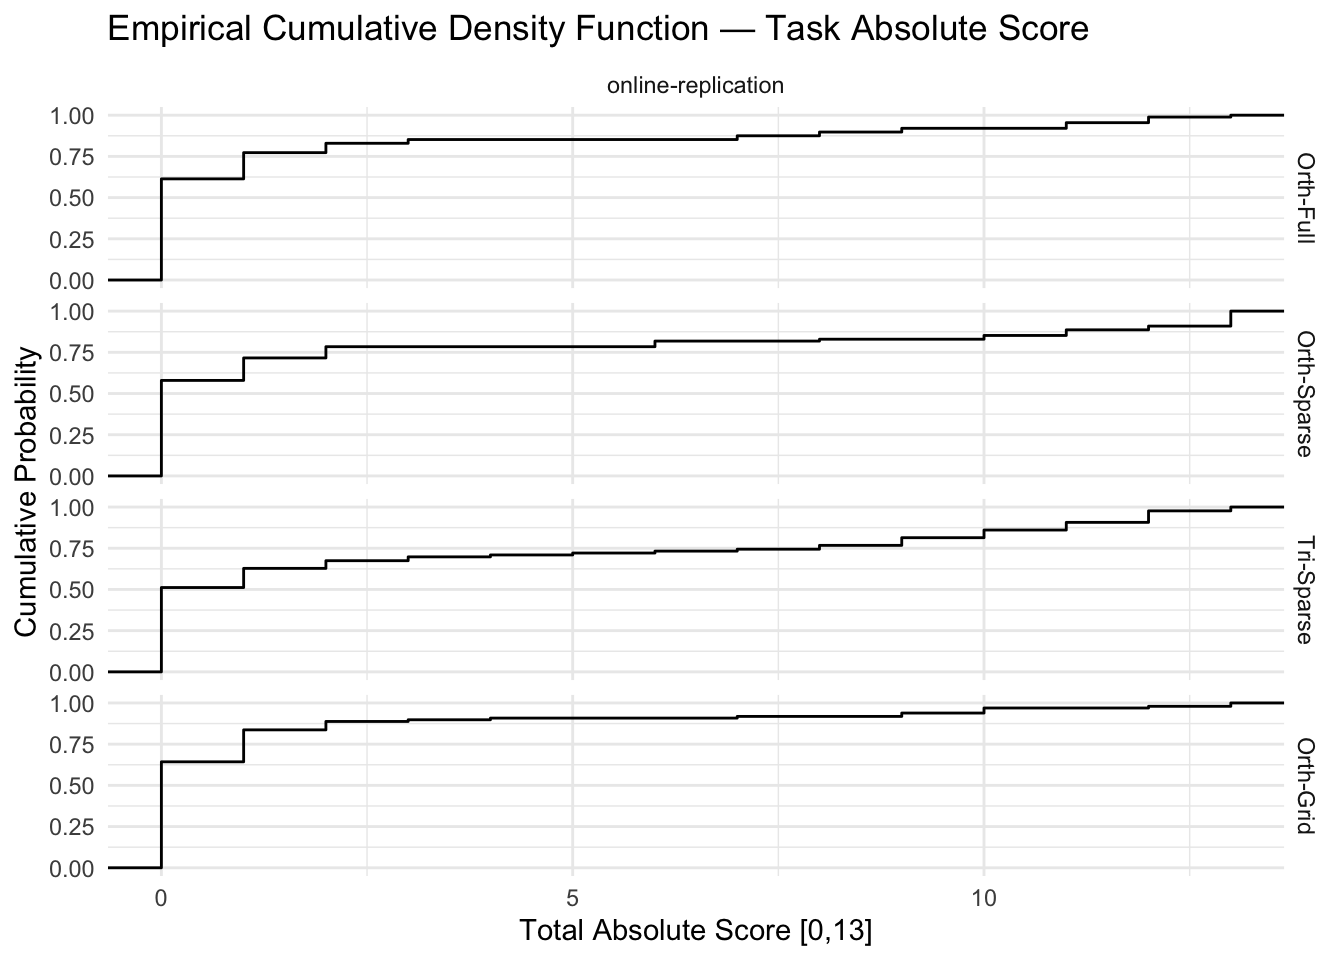 Empirical Cumulative Density Function — Task Absolute Score
online-replication
1.00
0.75
0.50
0.25
0.00
Orth-Full
1.00
0.75
0.50
0.25
0.00
Orth-Sparse
1.00
0.75
0.50
0.25
0.00
Tri-Sparse
1.00
0.75
0.50
0.25
0.00
Orth-Grid
Cumulative Probability
0 5 10
Total Absolute Score [0,13]